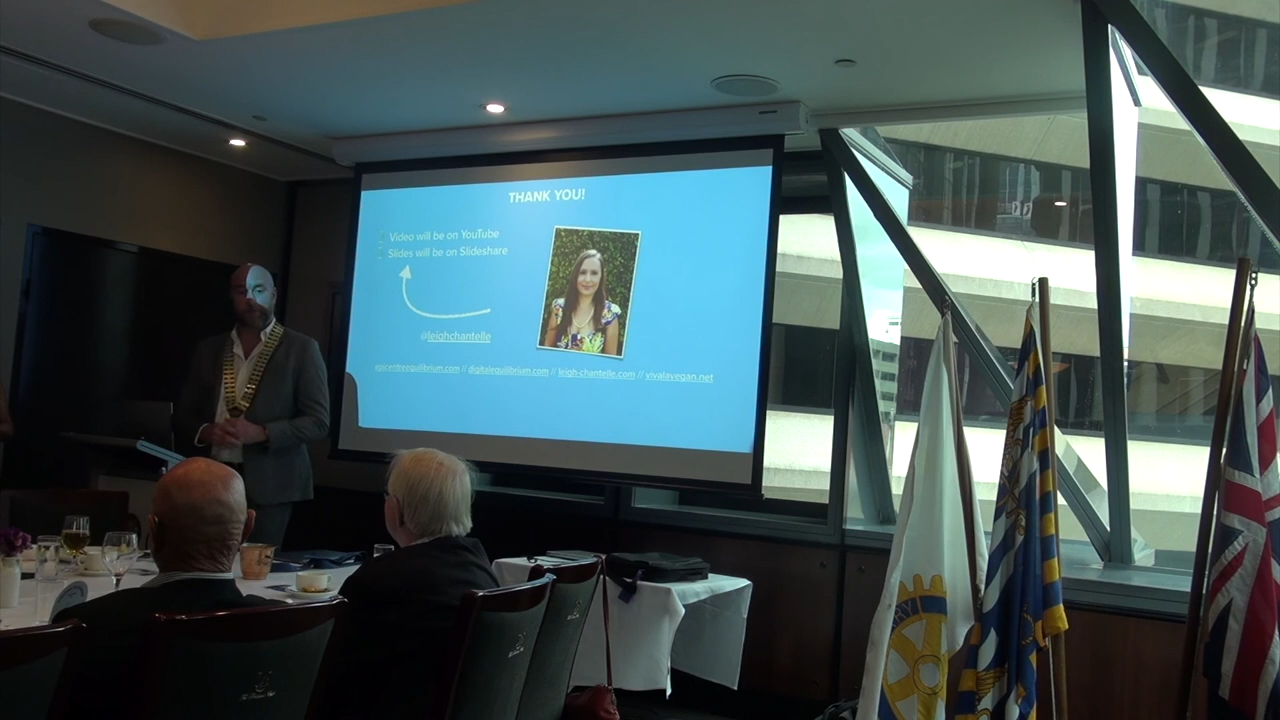 THANK YOU!
Video will be on YouTube
Slides will be on Slideshare
@leighchantelle
epicentreequilibrium.com // digitalequilibrium.com // leigh-chantelle.com // vivalavegan.net